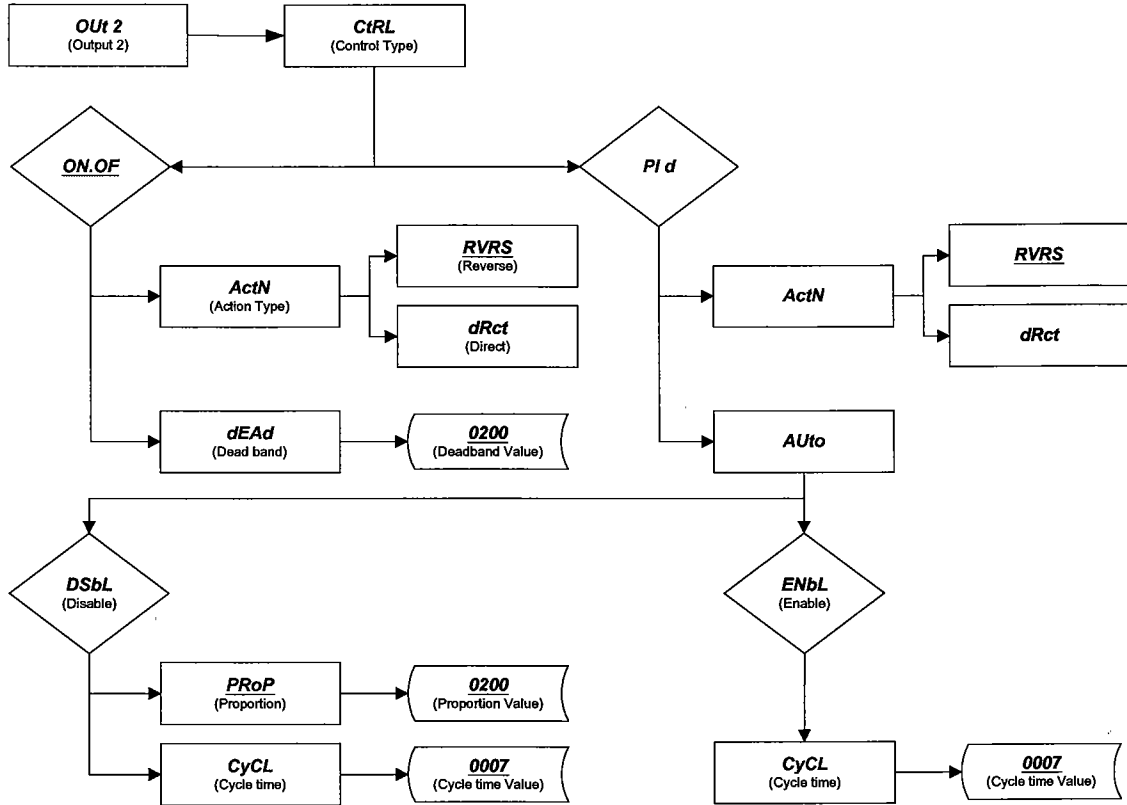 OUt 2
(Output 2)
CtRL
(Control Type)
ON.OF
PI d
RVRS
(Reverse)
RVRS
ActN
(Action Type)
ActN
dRct
(Direct)
dRct
dEAd
(Dead band)
0200
(Deadband Value)
AUto
DSbL
(Disable)
ENbL
(Enable)
PRoP
(Proportion)
0200
(Proportion Value)
CyCL
(Cycle time)
0007
(Cycle time Value)
CyCL
(Cycle time)
0007
(Cycle time Value)